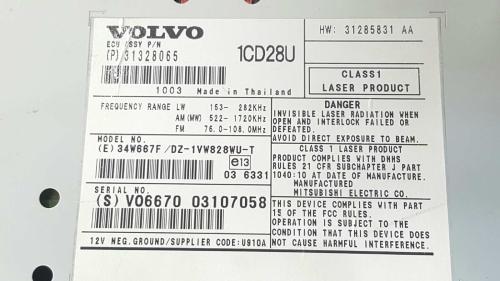 VOLVO
ECU ASSY P/N
(P) 31328065
1CD28U
HW: 31285831 AA
1003 Made in Thailand
CLASS1
LASER PRODUCT
FREQUENCY RANGE LW 153- 282KHz
AM(MW) 522- 1720KHz
FM 76.0-108.0MHz
MODEL NO.
(E) 34W667F/DZ-1VW828WU-T
e13
03 6331
SERIAL NO.
(S) VO6670 03107058
12V NEG.GROUND/SUPPLIER CODE:U910A
DANGER
INVISIBLE LASER RADIATION WHEN
OPEN AND INTERLOCK FAILED OR
DEFEATED.
AVOID DIRECT EXPOSURE TO BEAM.
CLASS 1 LASER PRODUCT
PRODUCT COMPLIES WITH DHHS
RULES 21 CFR SUBCHAPTER J PART
1040:10 AT DATE OF MANUFACTURE.
MANUFACTURED
MITSUBISHI ELECTRIC CO.
THIS DEVICE COMPLIES WITH PART
15 OF THE FCC RULES.
OPERATION IS SUBJECT TO THE
CONDITION THAT THIS DEVICE DOES
NOT CAUSE HARMFUL INTERFERENCE.